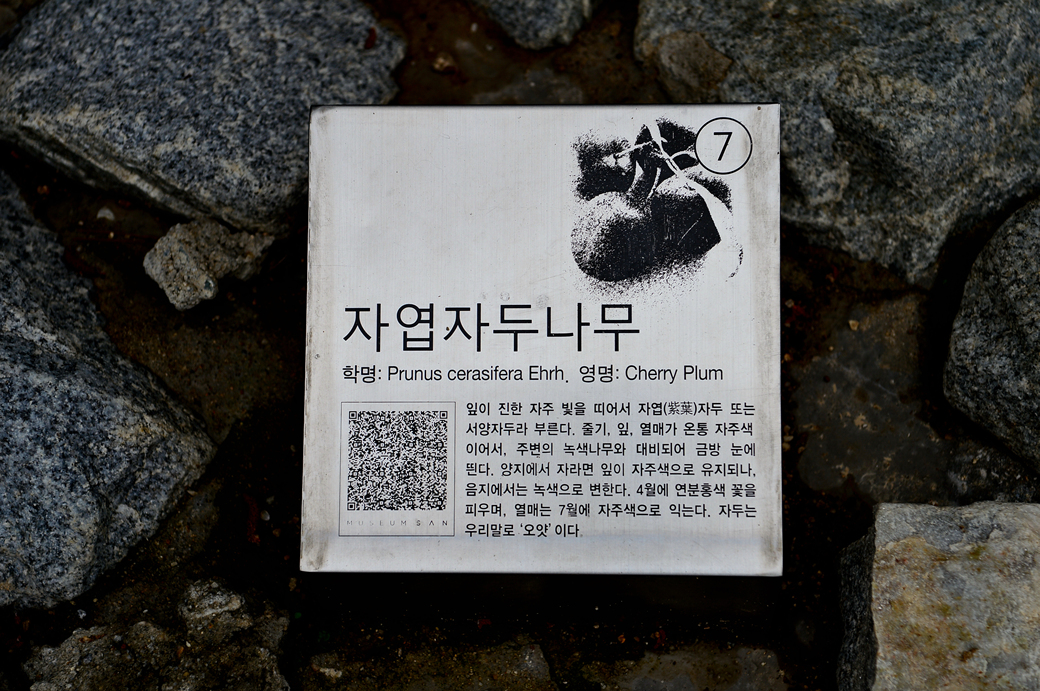 7
자엽자두나무
학명: Prunus cerasifera Ehrh. 영명: Cherry Plum
잎이 진한 자주 빛을 띠어서 자엽(紫葉)자두 또는
서양자두라 부른다. 줄기, 잎, 열매가 온통 자주색
이어서, 주변의 녹색나무와 대비되어 금방 눈에
띈다. 양지에서 자라면 잎이 자주색으로 유지되나,
음지에서는 녹색으로 변한다. 4월에 연분홍색 꽃을
피우며, 열매는 7월에 자주색으로 익는다. 자두는
우리말로 ‘오얏’ 이다.
MUSEUM SAN